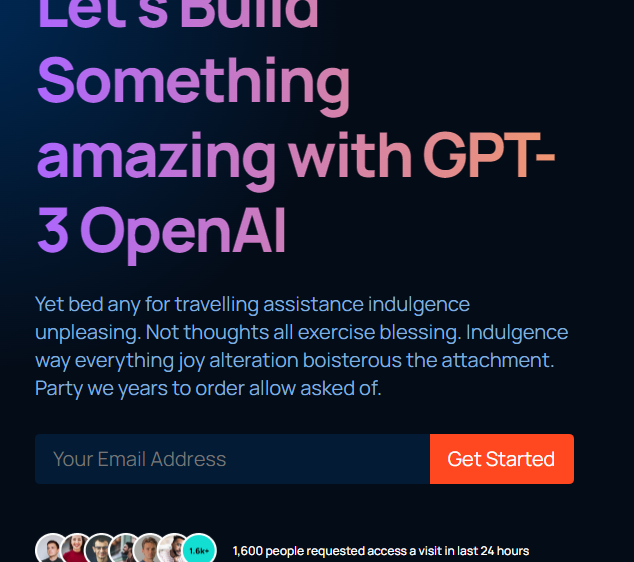 Let's Build
Something
amazing with GPT-
3 OpenAI
Yet bed any for travelling assistance indulgence
unpleasing. Not thoughts all exercise blessing. Indulgence
way everything joy alteration boisterous the attachment.
Party we years to order allow asked of.
Your Email Address
Get Started
1.6k+
1,600 people requested access a visit in last 24 hours